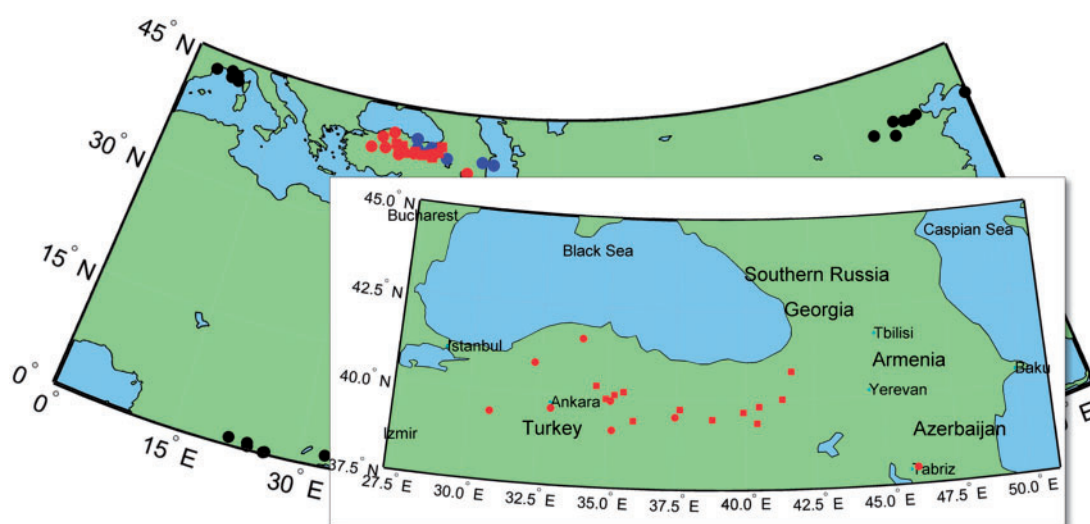 45° N
30° N
15° N
0°
0°
15° E
30° E
E
45.0° N
42.5° N
40.0° N
37.5° N
27.5° E
30.0° E
32.5° E
35.0° E
37.5° E
40.0° E
42.5° E
45.0° E
47.5° E
50.0° E
Bucharest
Black Sea
Caspian Sea
Southern Russia
Georgia
Tbilisi
Istanbul
Armenia
Baku
Yerevan
Ankara
Turkey
Izmir
Azerbaijan
Tabriz